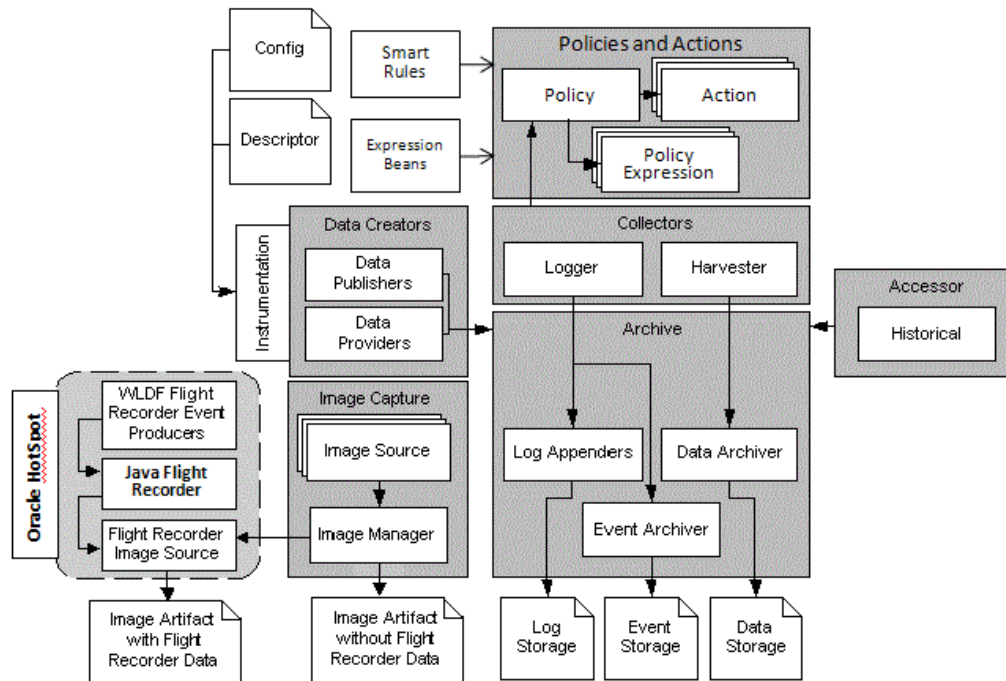 Config
Descriptor
Smart
Rules
Expression
Beans
Policies and Actions
Policy
Action
Policy
Expression
Instrumentation
Data Creators
Data
Publishers
Data
Providers
Collectors
Logger
Harvester
Accessor
Historical
Archive
Log Appenders
Data Archiver
Event Archiver
Oracle HotSpot
WLDF Flight
Recorder Event
Producers
Java Flight
Recorder
Flight Recorder
Image Source
Image Capture
Image Source
Image Manager
Image Artifact
with Flight
Recorder Data
Image Artifact
without Flight
Recorder Data
Log
Storage
Event
Storage
Data
Storage